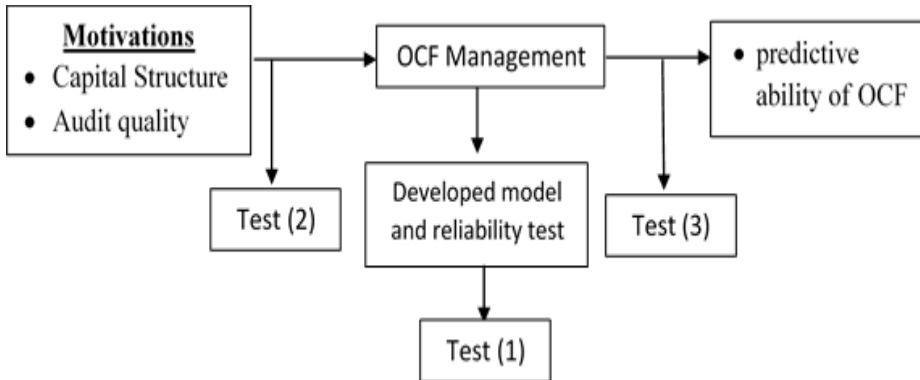 Motivations
• Capital Structure
• Audit quality
OCF Management
• predictive
ability of OCF
Test (2)
Developed model
and reliability test
Test (3)
Test (1)